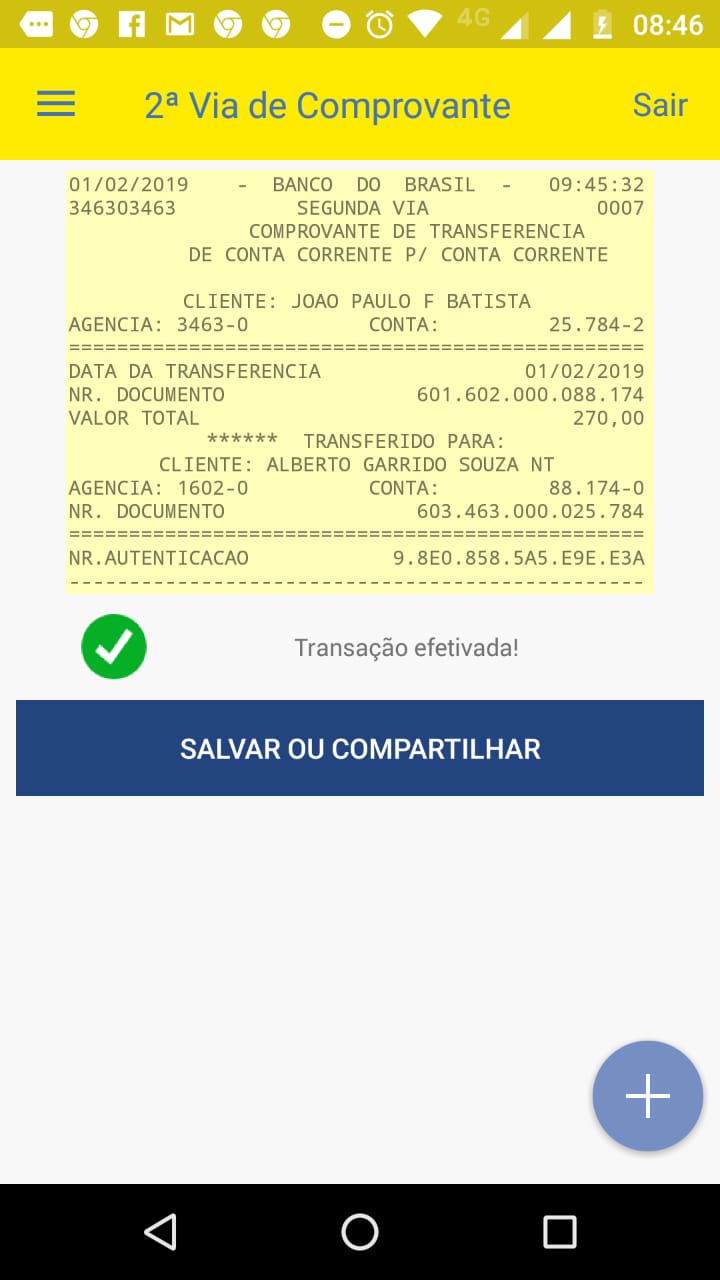 4G 08:46
2ª Via de Comprovante Sair
01/02/2019 - BANCO DO BRASIL - 09:45:32
346303463 SEGUNDA VIA 0007
COMPROVANTE DE TRANSFERENCIA
DE CONTA CORRENTE P/ CONTA CORRENTE
CLIENTE: JOAO PAULO F BATISTA
AGENCIA: 3463-0 CONTA: 25.784-2
================================================
DATA DA TRANSFERENCIA 01/02/2019
NR. DOCUMENTO 601.602.000.088.174
VALOR TOTAL 270,00
****** TRANSFERIDO PARA:
CLIENTE: ALBERTO GARRIDO SOUZA NT
AGENCIA: 1602-0 CONTA: 88.174-0
NR. DOCUMENTO 603.463.000.025.784
================================================
NR.AUTENTICACAO 9.8E0.858.5A5.E9E.E3A
------------------------------------------------
Transação efetivada!
SALVAR OU COMPARTILHAR